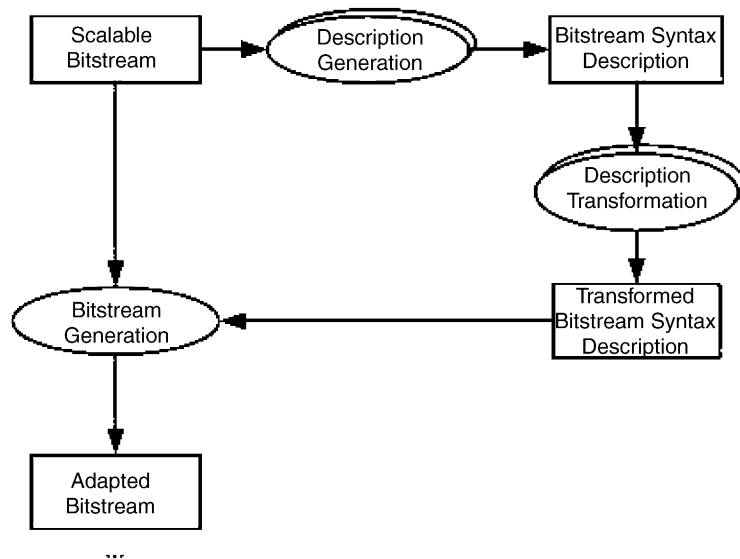 Scalable
Bitstream
Description
Generation
Bitstream Syntax
Description
Description
Transformation
Transformed
Bitstream Syntax
Description
Bitstream
Generation
Adapted
Bitstream